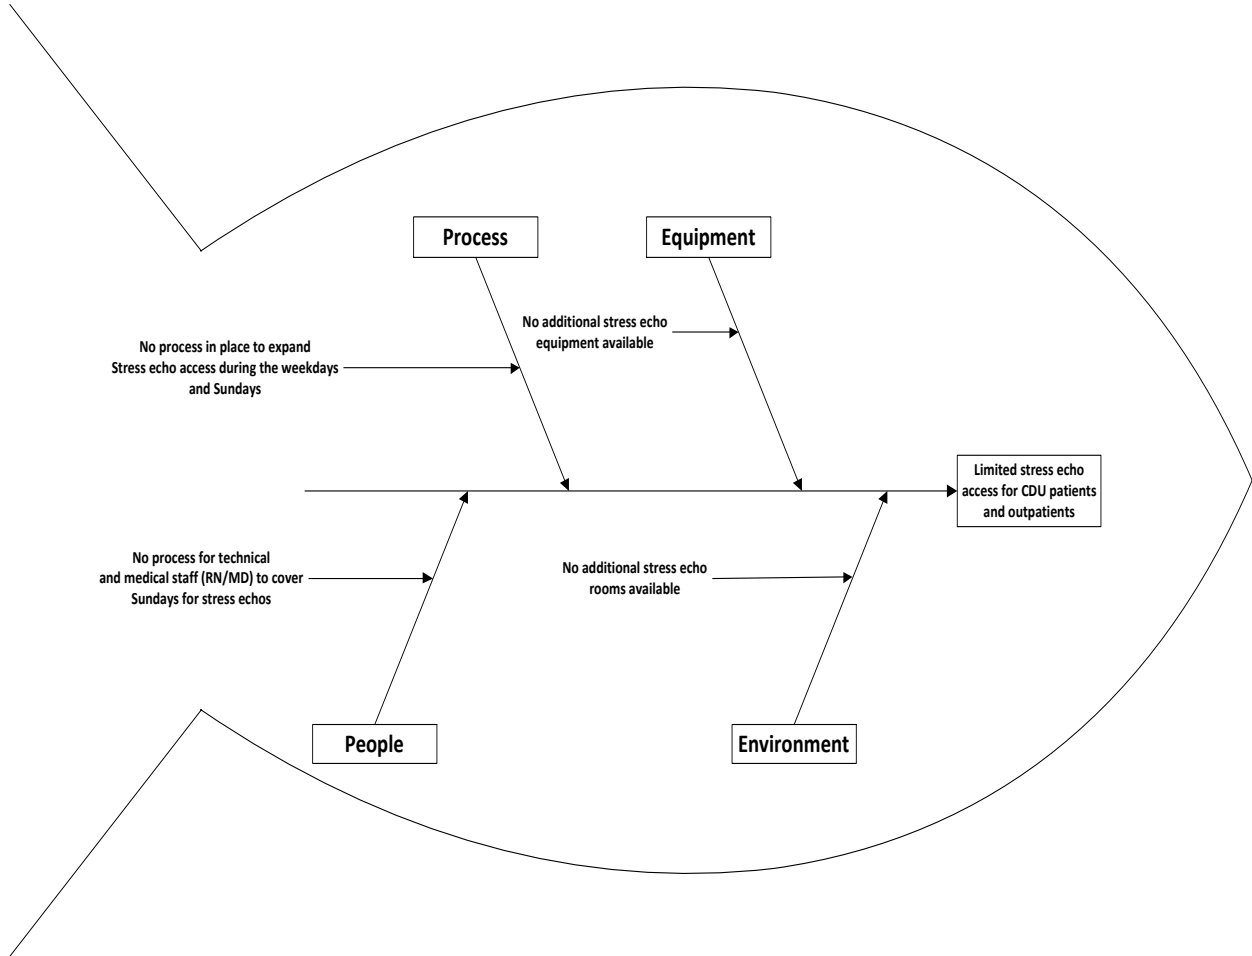 Process
Equipment
No additional stress echo
equipment available
No process in place to expand
Stress echo access during the weekdays
and Sundays
Limited stress echo
access for CDU patients
and outpatients
No process for technical
and medical staff (RN/MD) to cover
Sundays for stress echos
No additional stress echo
rooms available
People
Environment